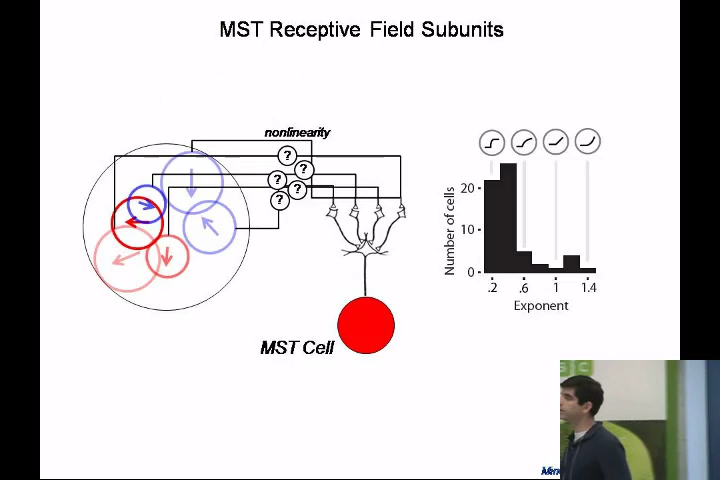 MST Receptive Field Subunits
nonlinearity
?
?
?
?
?
MST Cell
Number of cells
20
10
0
.2
.6
1
1.4
Exponent